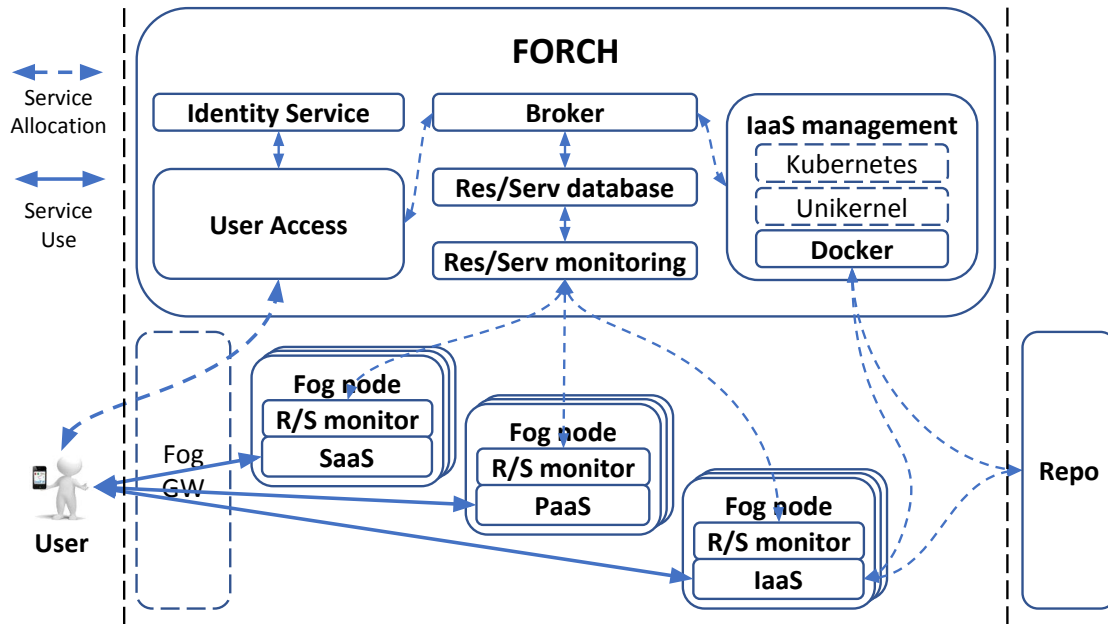 FORCH
Service
Allocation
Service
Use
Identity Service
User Access
Broker
Res/Serv database
Res/Serv monitoring
IaaS management
Kubernetes
Unikernel
Docker
Fog
GW
User
Fog node
R/S monitor
SaaS
Fog node
R/S monitor
PaaS
Fog node
R/S monitor
IaaS
Repo